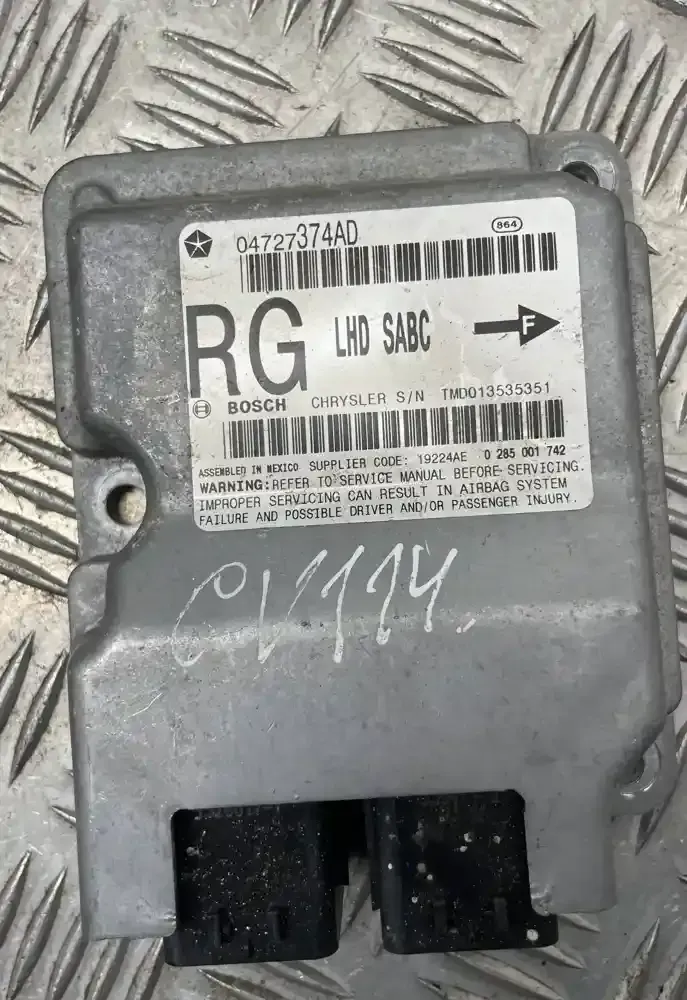 04727374AD 864
RG LHD SABC F
BOSCH CHRYSLER S/N TMD013535351
ASSEMBLED IN MEXICO SUPPLIER CODE: 19224AE 0 285 001 742
WARNING: REFER TO SERVICE MANUAL BEFORE SERVICING.
IMPROPER SERVICING CAN RESULT IN AIRBAG SYSTEM
FAILURE AND POSSIBLE DRIVER AND/OR PASSENGER INJURY.
CV114.